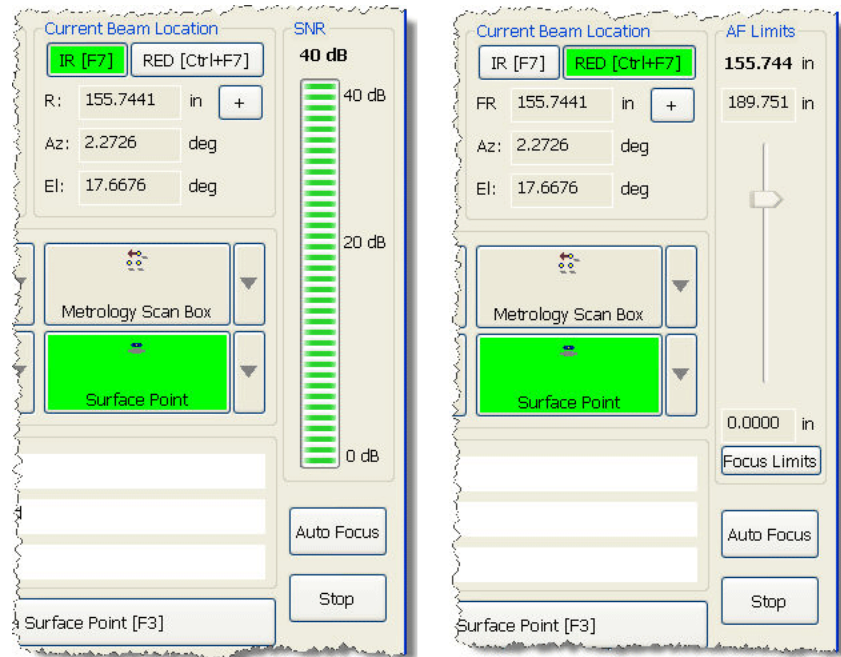 Current Beam Location
SNR
IR [F7]
RED [Ctrl+F7]
40 dB
R:
155.7441
in
+
40 dB
Az:
2.2726
deg
El:
17.6676
deg
20 dB
Metrology Scan Box
Surface Point
0 dB
Auto Focus
Stop
Surface Point [F3]
Current Beam Location
AF Limits
IR [F7]
RED [Ctrl+F7]
155.744 in
FR
155.7441
in
+
189.751 in
Az:
2.2726
deg
El:
17.6676
deg
Metrology Scan Box
Surface Point
0.0000 in
Focus Limits
Auto Focus
Stop
Surface Point [F3]